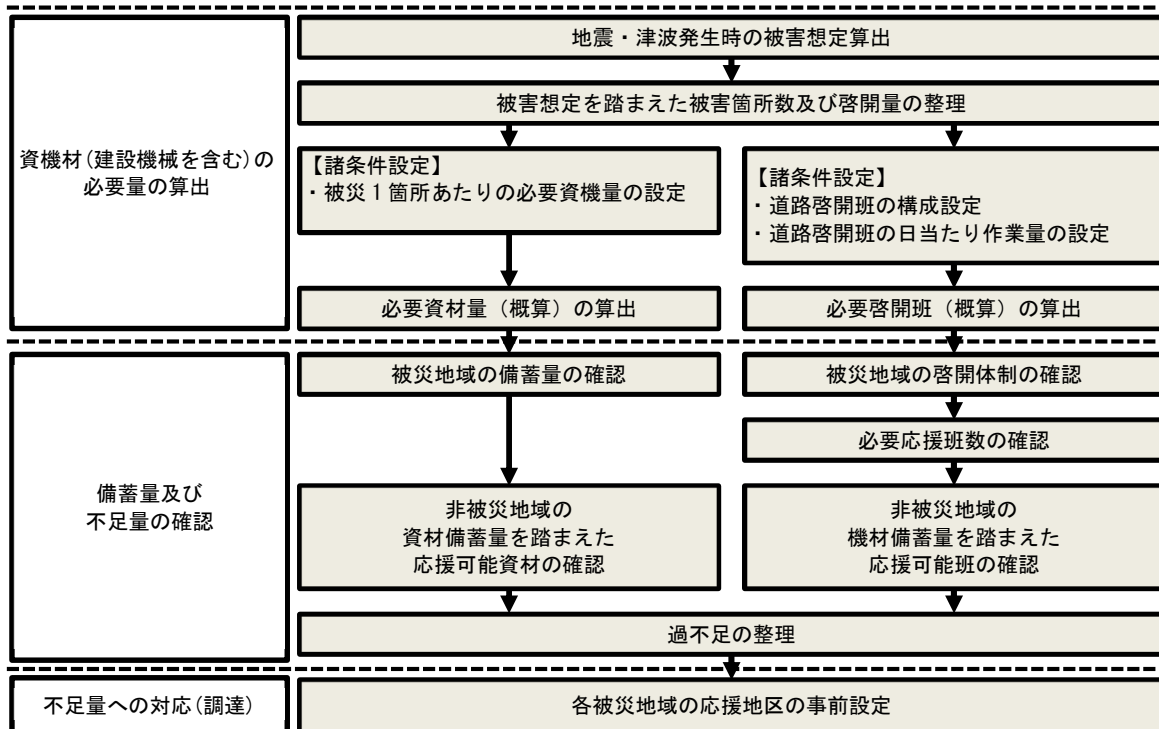 資機材(建設機械を含む)の
必要量の算出
地震・津波発生時の被害想定算出
被害想定を踏まえた被害箇所数及び啓開量の整理
【諸条件設定】
・被災１箇所あたりの必要資機量の設定
【諸条件設定】
・道路啓開班の構成設定
・道路啓開班の日当たり作業量の設定
必要資材量（概算）の算出
必要啓開班（概算）の算出
備蓄量及び
不足量の確認
被災地域の備蓄量の確認
被災地域の啓開体制の確認
必要応援班数の確認
非被災地域の
資材備蓄量を踏まえた
応援可能資材の確認
非被災地域の
機材備蓄量を踏まえた
応援可能班の確認
過不足の整理
不足量への対応(調達)
各被災地域の応援地区の事前設定